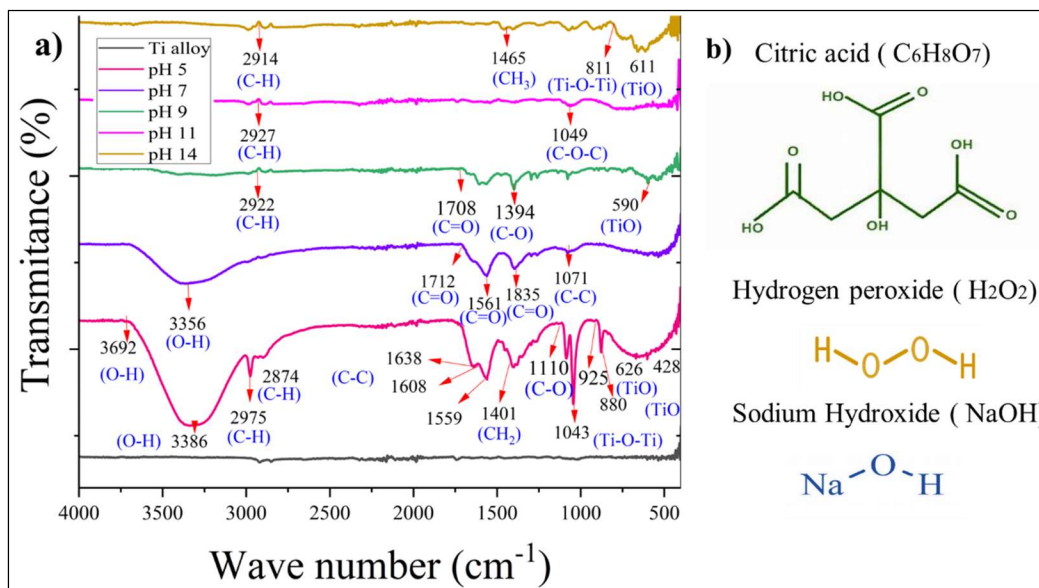 a)
Transmitance (%)
Ti alloy
pH 5
pH 7
pH 9
pH 11
pH 14
2914
(C-H)
1465
(CH3)
811
(Ti-O-Ti)
611
(TiO)
2927
(C-H)
1049
(C-O-C)
2922
(C-H)
1708
(C=O)
1394
(C-O)
590
(TiO)
3356
(O-H)
1712
(C=O)
1561
(C=O)
1835
(C=O)
1071
(C-C)
3692
(O-H)
(O-H)
3386
2975
(C-H)
2874
(C-H)
(C-C)
1638
1608
1559
1401
(CH2)
1110
(C-O)
1043
925
880
(Ti-O-Ti)
626
(TiO)
428
(TiO
4000 3500 3000 2500 2000 1500 1000 500
Wave number (cm-1)
b)
Citric acid ( C6H8O7)
HO
O
O
OH
HO
OH
O
Hydrogen peroxide ( H2O2)
H O O H
Sodium Hydroxide ( NaOH)
Na O H